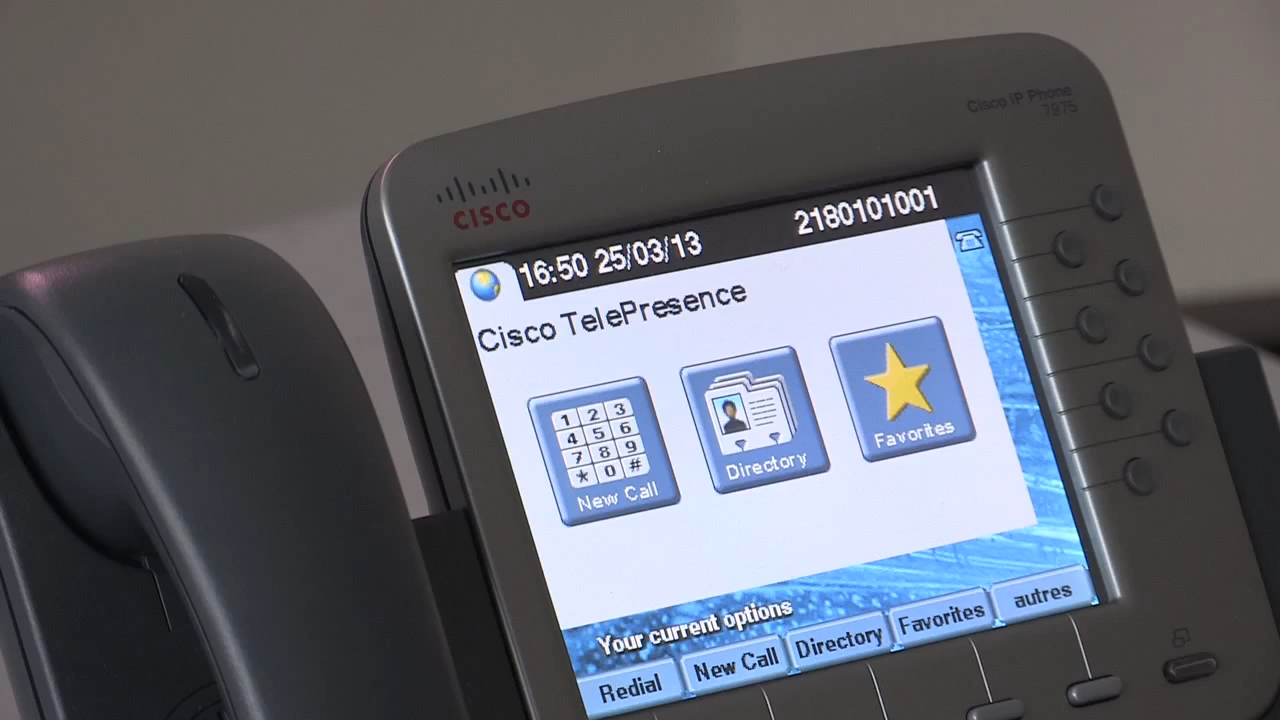 Cisco IP Phone
7975
CISCO
16:50 25/03/13
2180101001
Cisco TelePresence
1 2 3
4 5 6
7 8 9
* 0 #
New Call
Directory
Favorites
Your current options
Redial
New Call
Directory
Favorites
autres